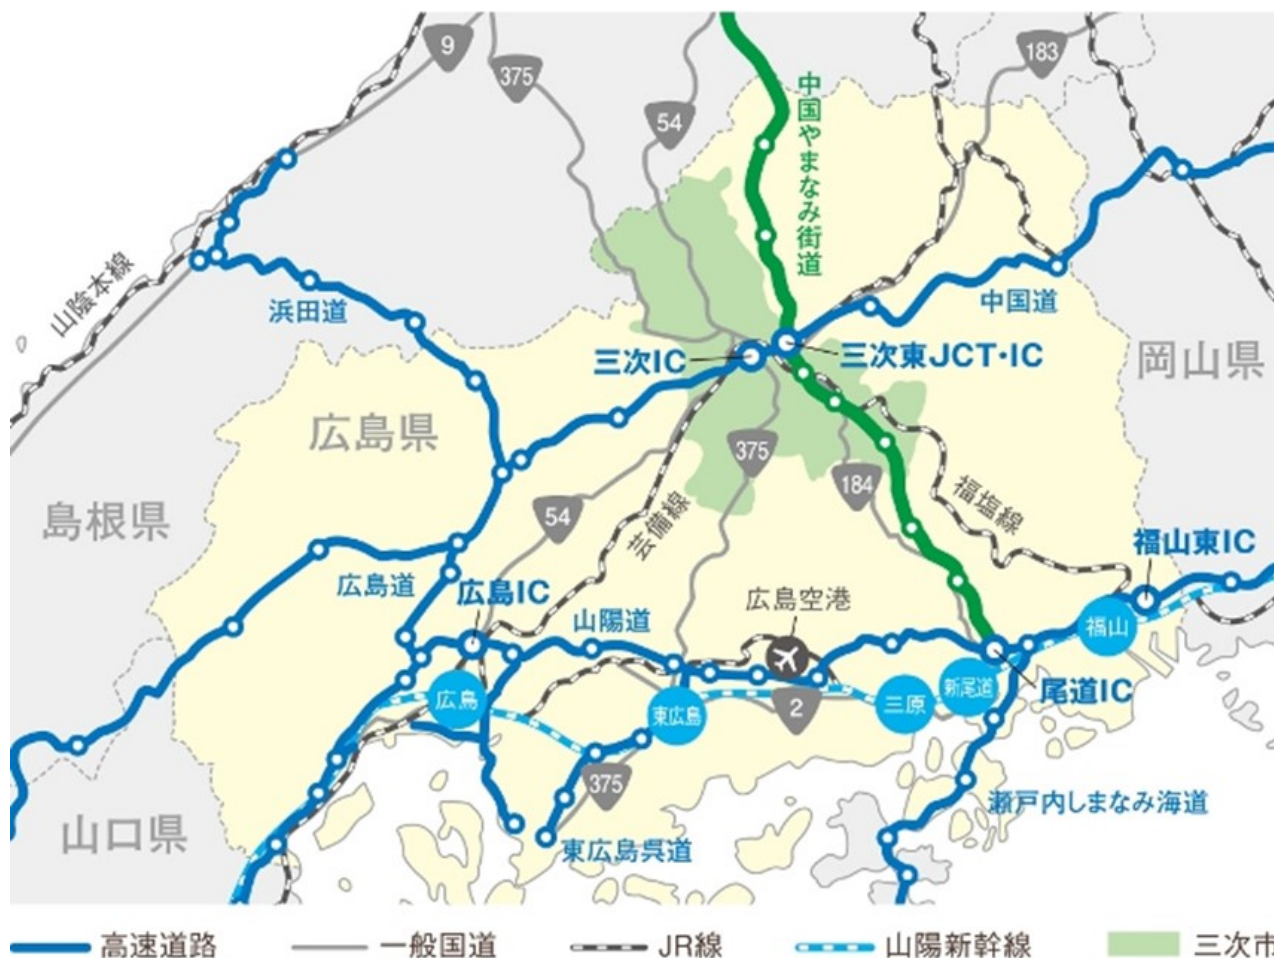 9
375
54
183
中国やまなみ街道
山陰本線
浜田道
中国道
三次IC
三次東JCT・IC
岡山県
広島県
375
184
島根県
54
芸備線
福塩線
福山東IC
広島道
広島IC
山陽道
広島空港
福山
広島
東広島
2
三原
新尾道
尾道IC
375
瀬戸内しまなみ海道
山口県
東広島呉道
高速道路
一般国道
JR線
山陽新幹線
三次市